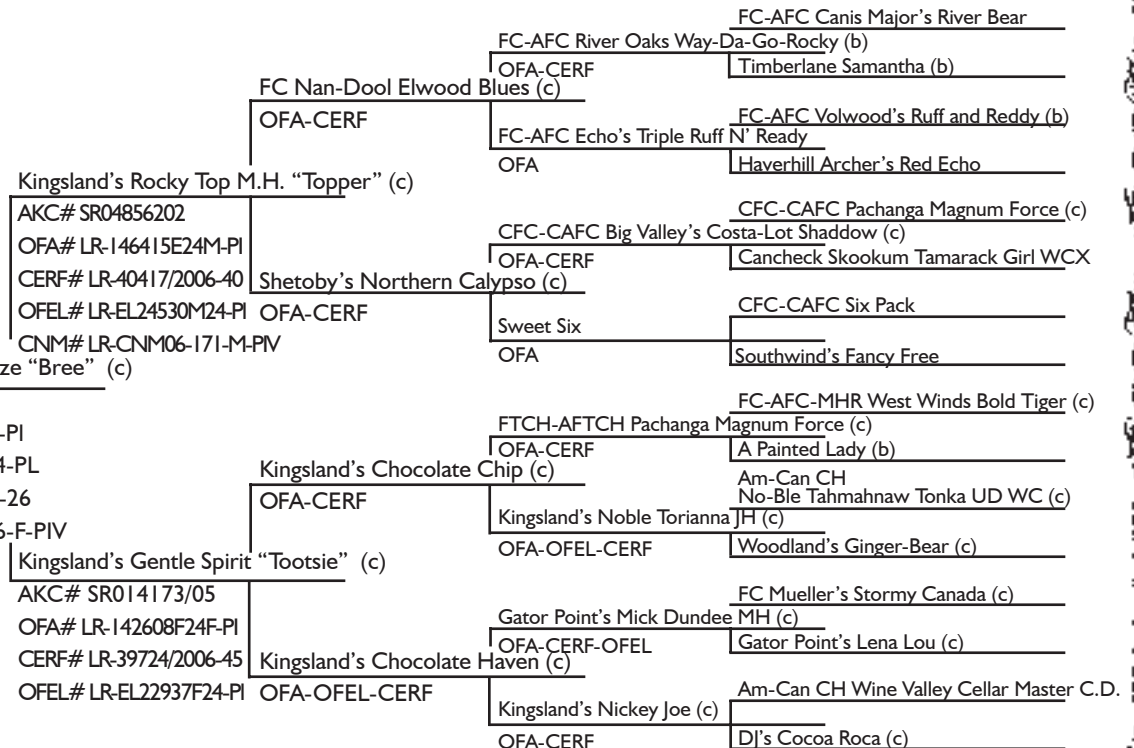 FC-AFC Canis Major's River Bear
FC-AFC River Oaks Way-Da-Go-Rocky (b)
OFA-CERF
Timberlane Samantha (b)
FC Nan-Dool Elwood Blues (c)
OFA-CERF
FC-AFC Volwood's Ruff and Reddy (b)
FC-AFC Echo's Triple Ruff N' Ready
OFA
Haverhill Archer's Red Echo
Kingsland's Rocky Top M.H. “Topper” (c)
AKC# SR04856202
OFA# LR-146415E24M-PI
CERF# LR-40417/2006-40
OFEL# LR-EL24530M24-PI
CNM# LR-CNM06-171-M-PIV
CFC-CAFC Pachanga Magnum Force (c)
CFC-CAFC Big Valley's Costa-Lot Shaddow (c)
OFA-CERF
Cancheck Skookum Tamarack Girl WCX
Shetoby's Northern Calypso (c)
OFA-CERF
CFC-CAFC Six Pack
Sweet Six
OFA
Southwind's Fancy Free
ze “Bree” (c)
-PI
4-PL
-26
6-F-PIV
FC-AFC-MHR West Winds Bold Tiger (c)
FTCH-AFTCH Pachanga Magnum Force (c)
OFA-CERF
A Painted Lady (b)
Kingsland's Chocolate Chip (c)
OFA-CERF
Am-Can CH
No-Ble Tahmahnaw Tonka UD WC (c)
Kingsland's Noble Torianna JH (c)
OFA-OFEL-CERF
Woodland's Ginger-Bear (c)
Kingsland's Gentle Spirit “Tootsie” (c)
AKC# SR014173/05
OFA# LR-142608F24F-PI
CERF# LR-39724/2006-45
OFEL# LR-EL22937F24-PI
FC Mueller's Stormy Canada (c)
Gator Point's Mick Dundee MH (c)
OFA-CERF-OFEL
Gator Point's Lena Lou (c)
Kingsland's Chocolate Haven (c)
OFA-OFEL-CERF
Am-Can CH Wine Valley Cellar Master C.D.
Kingsland's Nickey Joe (c)
OFA-CERF
DJ's Cocoa Roca (c)